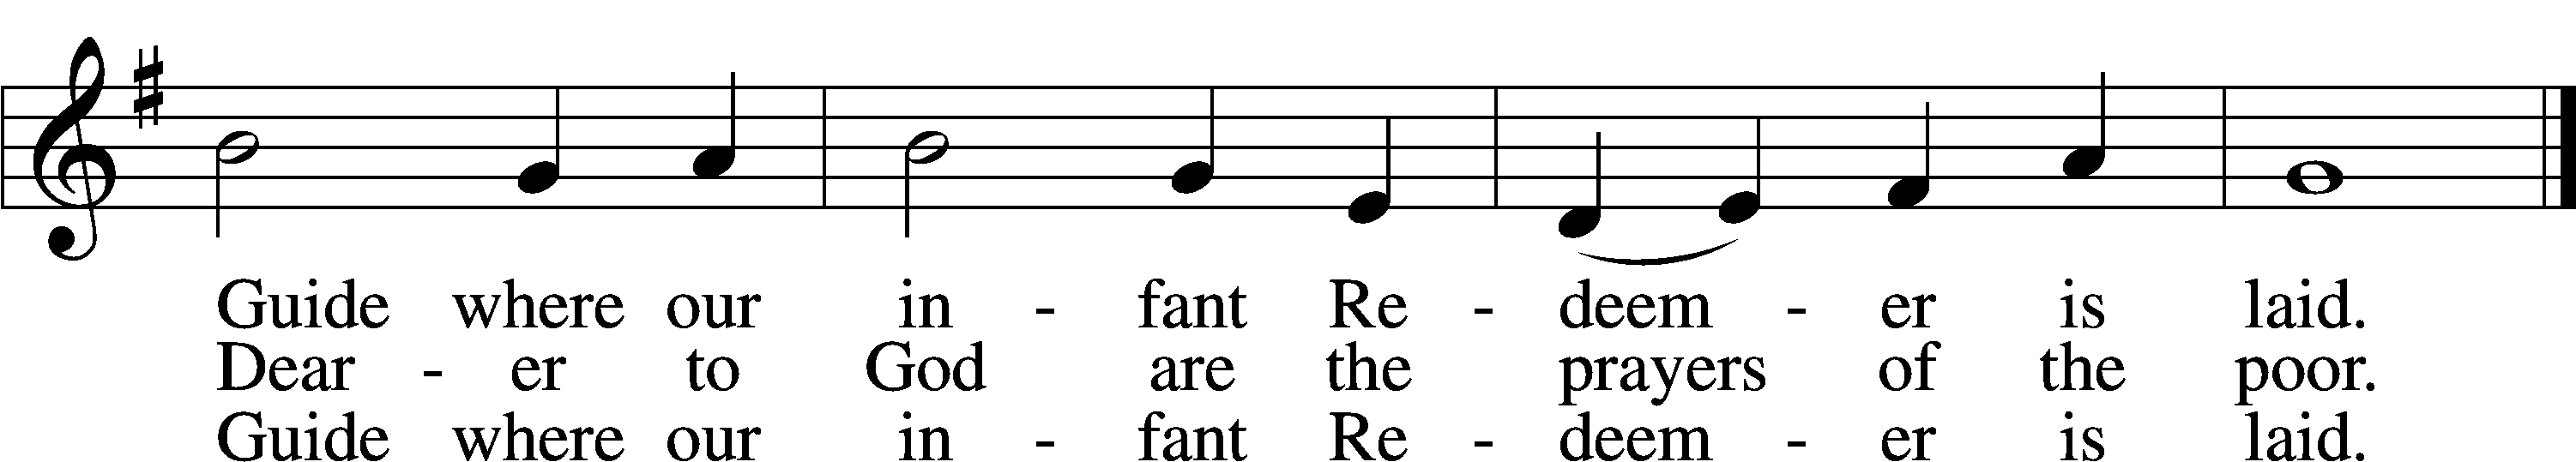 Guide where our in - fant Re - deem - er is laid.
Dear - er to God are the prayers of the poor.
Guide where our in - fant Re - deem - er is laid.